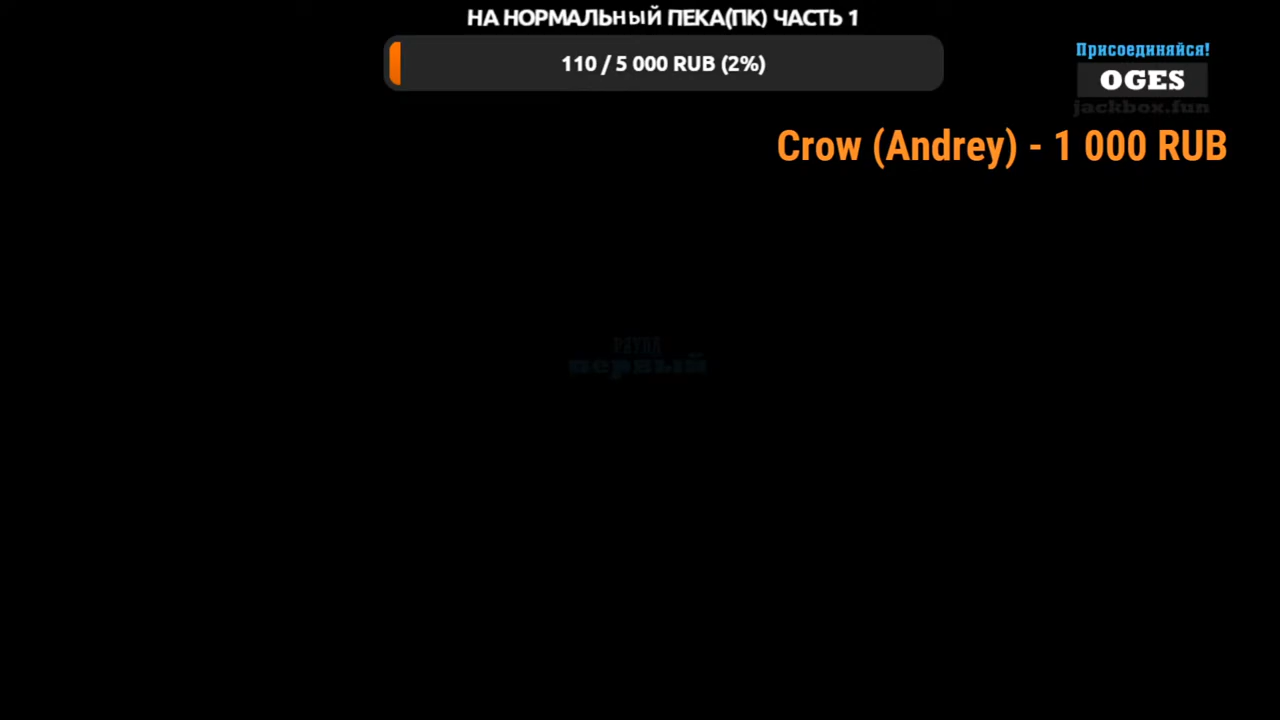 НА НОРМАЛЬНЫЙ ПЕКА(ПК) ЧАСТЬ 1
110 / 5 000 RUB (2%)
Присоединяйся!
OGES
jackbox.fun
Crow (Andrey) - 1 000 RUB
первый